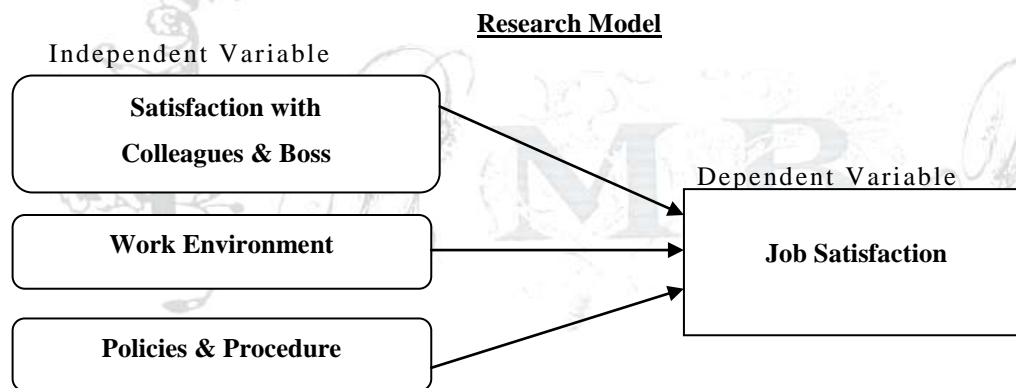 Research Model
Independent Variable
Satisfaction with
Colleagues & Boss
Work Environment
Policies & Procedure
Dependent Variable
Job Satisfaction